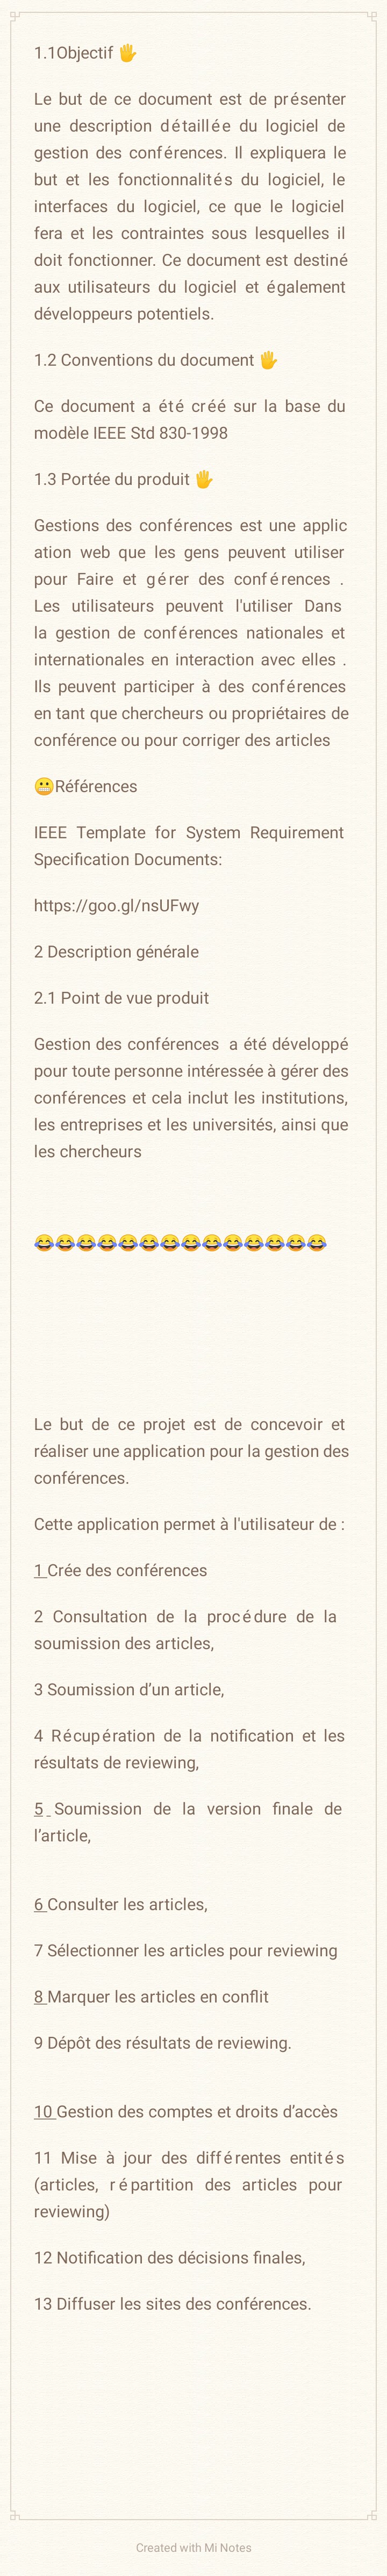 1.1Objectif 🖐
Le but de ce document est de présenter
une description détaillée du logiciel de
gestion des conférences. Il expliquera le
but et les fonctionnalités du logiciel, le
interfaces du logiciel, ce que le logiciel
fera et les contraintes sous lesquelles il
doit fonctionner. Ce document est destiné
aux utilisateurs du logiciel et également
développeurs potentiels.
1.2 Conventions du document 🖐
Ce document a été créé sur la base du
modèle IEEE Std 830-1998
1.3 Portée du produit 🖐
Gestions des conférences est une applic
ation web que les gens peuvent utiliser
pour Faire et gérer des conférences .
Les utilisateurs peuvent l'utiliser Dans
la gestion de conférences nationales et
internationales en interaction avec elles .
Ils peuvent participer à des conférences
en tant que chercheurs ou propriétaires de
conférence ou pour corriger des articles
😬Références
IEEE Template for System Requirement
Specification Documents:
https://goo.gl/nsUFwy
2 Description générale
2.1 Point de vue produit
Gestion des conférences a été développé
pour toute personne intéressée à gérer des
conférences et cela inclut les institutions,
les entreprises et les universités, ainsi que
les chercheurs
😂😂😂😂😂😂😂😂😂😂😂😂😂😂
Le but de ce projet est de concevoir et
réaliser une application pour la gestion des
conférences.
Cette application permet à l'utilisateur de :
1 Crée des conférences
2 Consultation de la procédure de la
soumission des articles,
3 Soumission d’un article,
4 Récupération de la notification et les
résultats de reviewing,
5 Soumission de la version finale de
l’article,
6 Consulter les articles,
7 Sélectionner les articles pour reviewing
8 Marquer les articles en conflit
9 Dépôt des résultats de reviewing.
10 Gestion des comptes et droits d’accès
11 Mise à jour des différentes entités
(articles, répartition des articles pour
reviewing)
12 Notification des décisions finales,
13 Diffuser les sites des conférences.
Created with Mi Notes